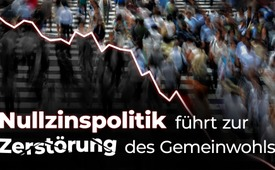 Nullzinspolitik führt zur
Zerstörung des Gemeinwohls